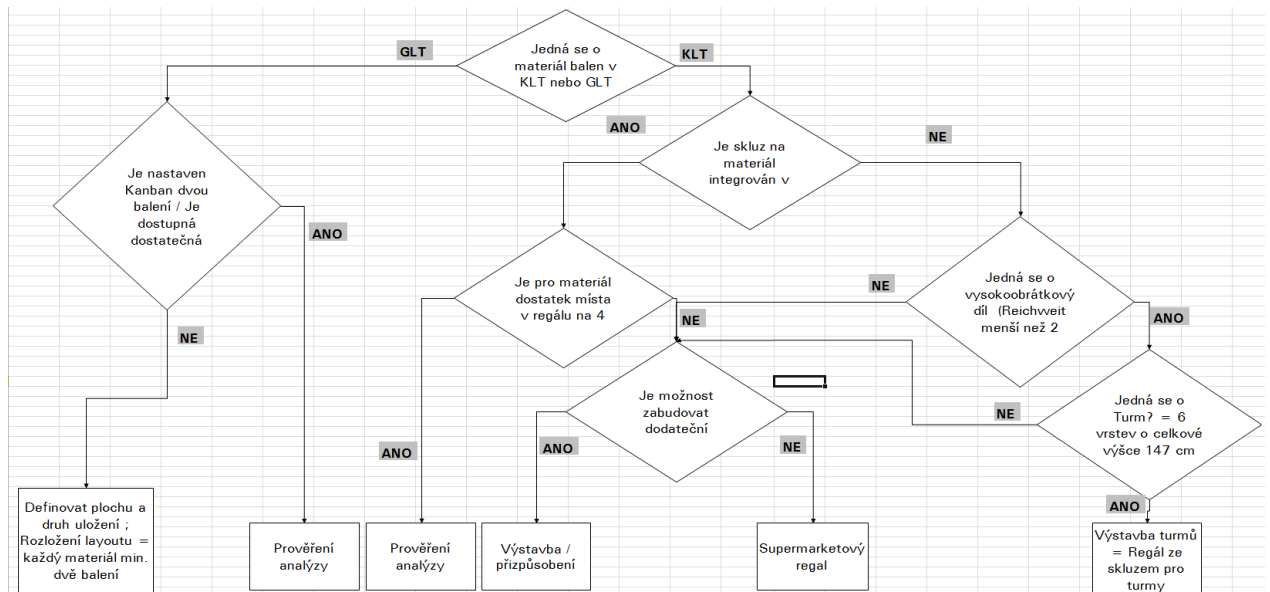 Jedná se o
materiál balen v
KLT nebo GLT
GLT
KLT
ANO
NE
Je skluz na
materiál
integrován v
Je nastaven
Kanban dvou
balení / Je
dostupná
dostatečná
ANO
NE
Je pro materiál
dostatek místa
v regálu na 4
NE
NE
Jedná se o
vysokoobrátkový
díl (Reichweit
menší než 2
ANO
Je možnost
zabudovat
dodateční
NE
Jedná se o
Turm? = 6
vrstev o celkové
výšce 147 cm
ANO
ANO
NE
ANO
Definovat plochu a
druh uložení ;
Rozložení layoutu =
každý materiál min.
dvě balení
Prověření
analýzy
Prověření
analýzy
Výstavba /
přizpůsobení
Supermarketový
regal
Výstavba turmů
= Regál ze
skluzem pro
turmy